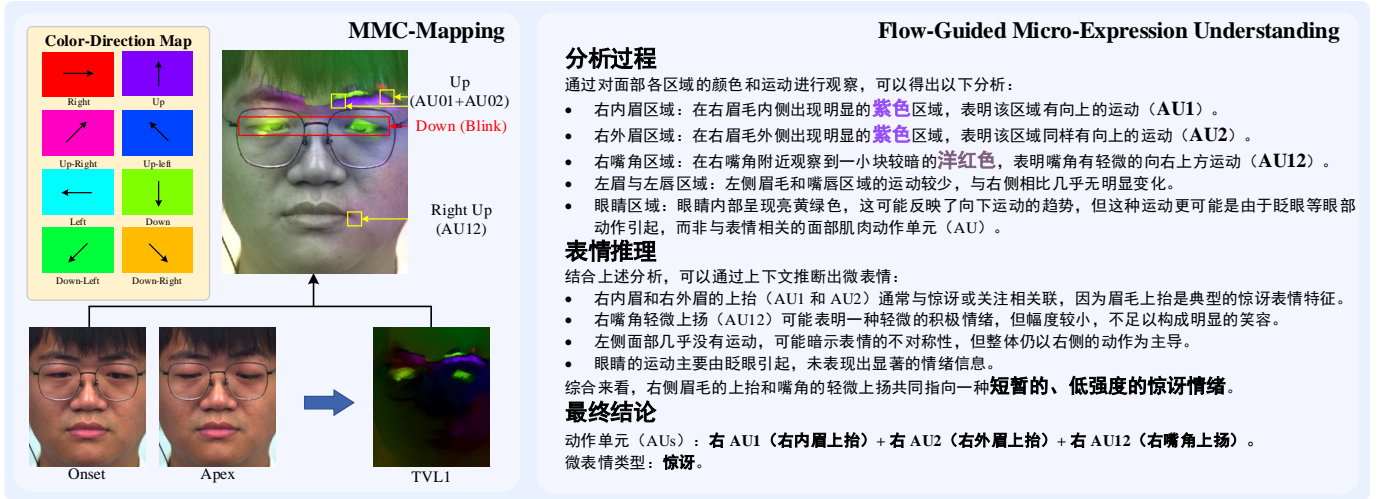 MMC-Mapping
Color-Direction Map
Right
Up
Up-Right
Up-left
Left
Down
Down-Left
Down-Right
Up
(AU01+AU02)
Down (Blink)
Right Up
(AU12)
Onset
Apex
TVL1
Flow-Guided Micro-Expression Understanding
分析过程
通过对面部各区域的颜色和运动进行观察，可以得出以下分析：
• 右内眉区域：在右眉毛内侧出现明显的紫色区域，表明该区域有向上的运动（AU1）。
• 右外眉区域：在右眉毛外侧出现明显的紫色区域，表明该区域同样有向上的运动（AU2）。
• 右嘴角区域：在右嘴角附近观察到一小块较暗的洋红色，表明嘴角有轻微的向右上方运动（AU12）。
• 左眉与左唇区域：左侧眉毛和嘴唇区域的运动较少，与右侧相比几乎无明显变化。
• 眼睛区域：眼睛内部呈现亮黄绿色，这可能反映了向下运动的趋势，但这种运动更可能是由于眨眼等眼部
动作引起，而非与表情相关的面部肌肉动作单元（AU）。
表情推理
结合上述分析，可以通过上下文推断出微表情：
• 右内眉和右外眉的上抬（AU1 和 AU2）通常与惊讶或关注相关联，因为眉毛上抬是典型的惊讶表情特征。
• 右嘴角轻微上扬（AU12）可能表明一种轻微的积极情绪，但幅度较小，不足以构成明显的笑容。
• 左侧面部几乎没有运动，可能暗示表情的不对称性，但整体仍以右侧的动作为主导。
• 眼睛的运动主要由眨眼引起，未表现出显著的情绪信息。
综合来看，右侧眉毛的上抬和嘴角的轻微上扬共同指向一种短暂的、低强度的惊讶情绪。
最终结论
动作单元（AUs）：右 AU1（右内眉上抬）+ 右 AU2（右外眉上抬）+ 右 AU12（右嘴角上扬）。
微表情类型：惊讶。